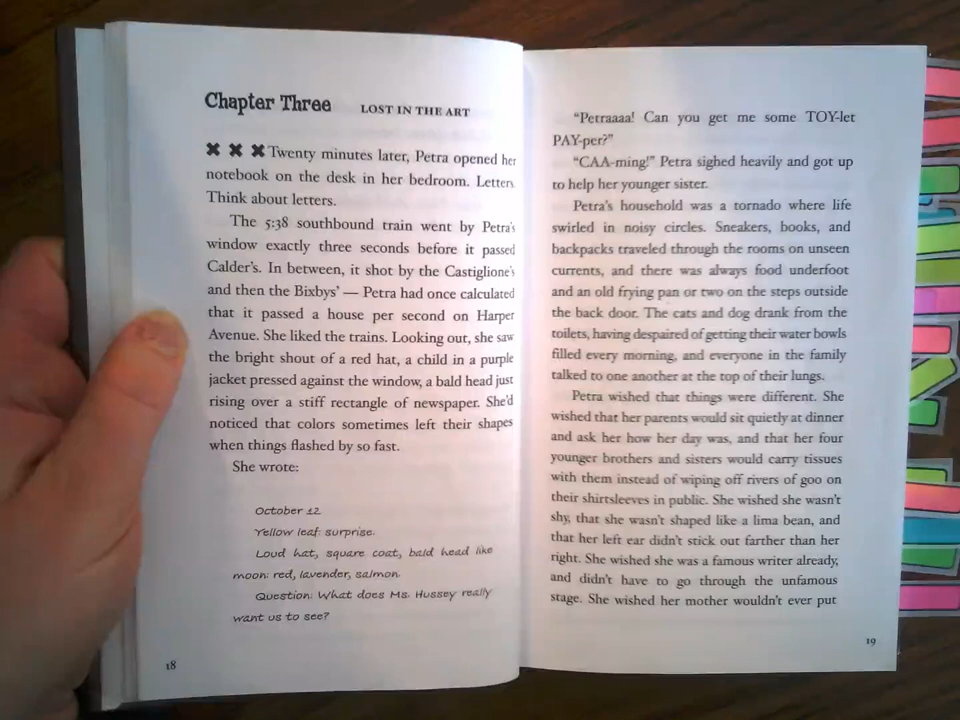 Chapter Three LOST IN THE ART
✖ ✖ ✖ Twenty minutes later, Petra opened her
notebook on the desk in her bedroom. Letters.
Think about letters.
The 5:38 southbound train went by Petra's
window exactly three seconds before it passed
Calder's. In between, it shot by the Castiglione's
and then the Bixbys' — Petra had once calculated
that it passed a house per second on Harper
Avenue. She liked the trains. Looking out, she saw
the bright shout of a red hat, a child in a purple
jacket pressed against the window, a bald head just
rising over a stiff rectangle of newspaper. She'd
noticed that colors sometimes left their shapes
when things flashed by so fast.
She wrote:
October 12
Yellow leaf: surprise.
Loud hat, square coat, bald head like
moon: red, lavender, salmon.
Question: What does Ms. Hussey really
want us to see?
18
"Petraaaa! Can you get me some TOY-let
PAY-per?"
"CAA-ming!" Petra sighed heavily and got up
to help her younger sister.
Petra's household was a tornado where life
swirled in noisy circles. Sneakers, books, and
backpacks traveled through the rooms on unseen
currents, and there was always food underfoot
and an old frying pan or two on the steps outside
the back door. The cats and dog drank from the
toilets, having despaired of getting their water bowls
filled every morning, and everyone in the family
talked to one another at the top of their lungs.
Petra wished that things were different. She
wished that her parents would sit quietly at dinner
and ask her how her day was, and that her four
younger brothers and sisters would carry tissues
with them instead of wiping off rivers of goo on
their shirtsleeves in public. She wished she wasn't
shy, that she wasn't shaped like a lima bean, and
that her left ear didn't stick out farther than her
right. She wished she was a famous writer already,
and didn't have to go through the unfamous
stage. She wished her mother wouldn't ever put
19